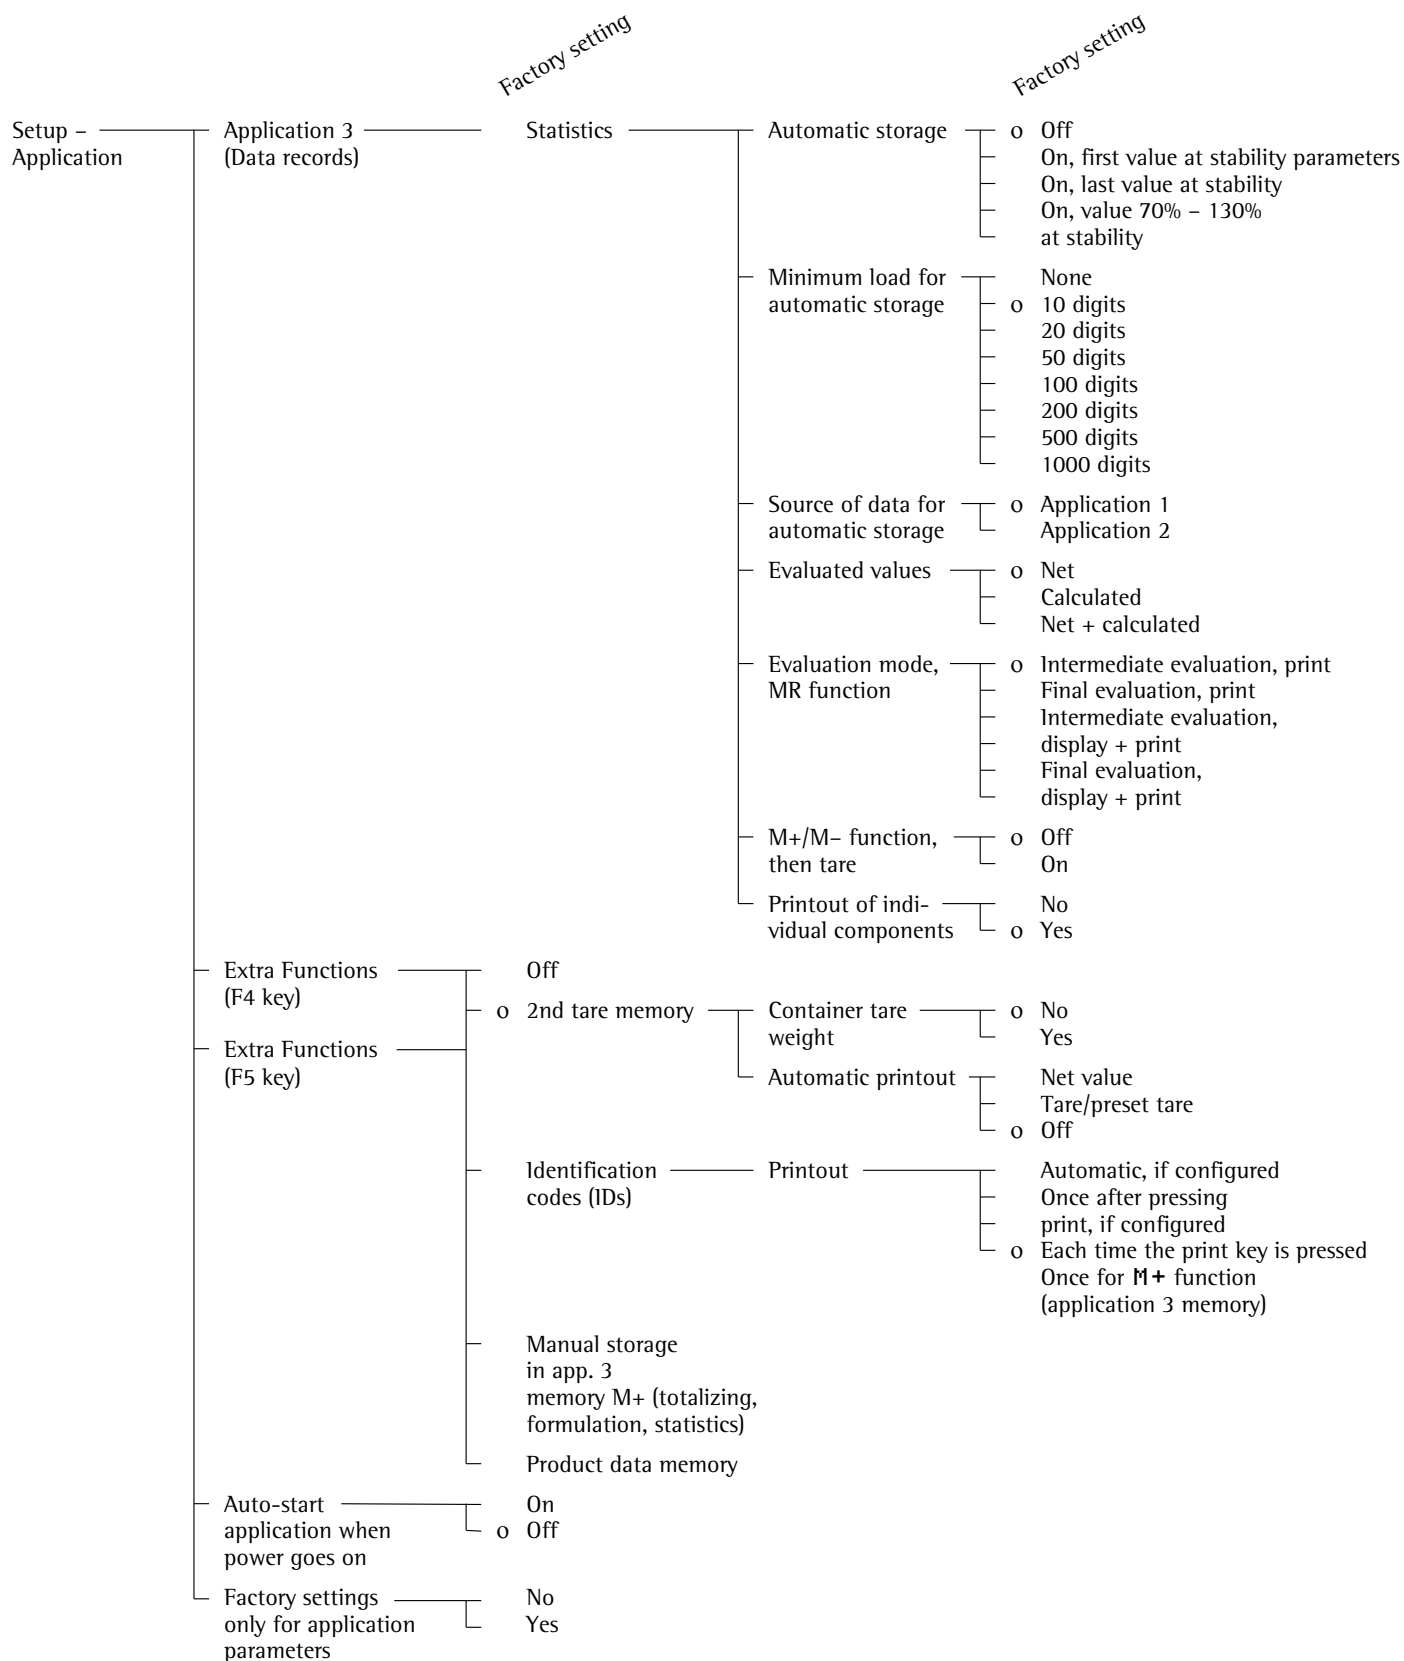 Factory setting Factory setting
Setup – Application 3 Statistics Automatic storage o Off
Application (Data records) On, first value at stability parameters
On, last value at stability
On, value 70% – 130%
at stability
Minimum load for None
automatic storage o 10 digits
20 digits
50 digits
100 digits
200 digits
500 digits
1000 digits
Source of data for o Application 1
automatic storage Application 2
Evaluated values o Net
Calculated
Net + calculated
Evaluation mode, o Intermediate evaluation, print
MR function Final evaluation, print
Intermediate evaluation,
display + print
Final evaluation,
display + print
M+/M– function, o Off
then tare On
Printout of indi- No
vidual components o Yes
Extra Functions Off
(F4 key)
o 2nd tare memory Container tare o No
weight Yes
Extra Functions
(F5 key)
Automatic printout Net value
Tare/preset tare
o Off
Identification Printout Automatic, if configured
codes (IDs) Once after pressing
print, if configured
o Each time the print key is pressed
Once for M+ function
(application 3 memory)
Manual storage
in app. 3
memory M+ (totalizing,
formulation, statistics)
Product data memory
Auto-start On
application when o Off
power goes on
Factory settings No
only for application Yes
parameters